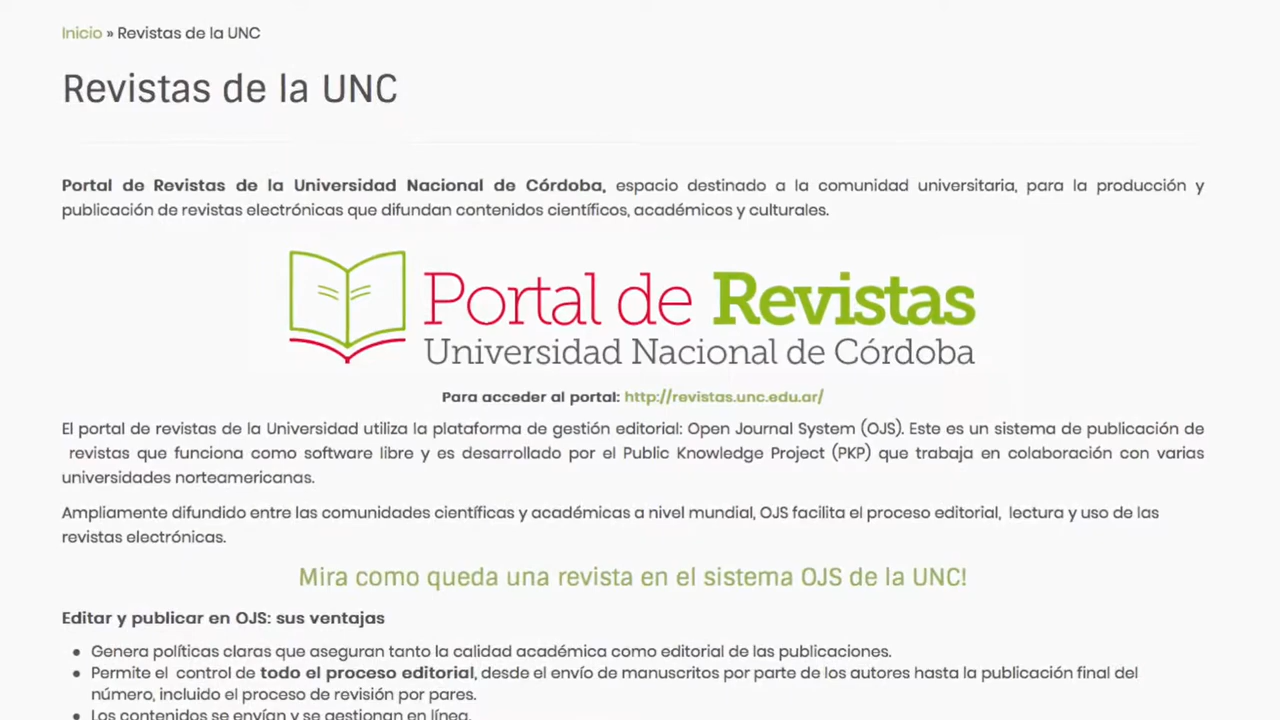 Inicio » Revistas de la UNC
Revistas de la UNC
Portal de Revistas de la Universidad Nacional de Córdoba, espacio destinado a la comunidad universitaria, para la producción y
publicación de revistas electrónicas que difundan contenidos científicos, académicos y culturales.
Portal de Revistas
Universidad Nacional de Córdoba
Para acceder al portal: http://revistas.unc.edu.ar/
El portal de revistas de la Universidad utiliza la plataforma de gestión editorial: Open Journal System (OJS). Este es un sistema de publicación de
revistas que funciona como software libre y es desarrollado por el Public Knowledge Project (PKP) que trabaja en colaboración con varias
universidades norteamericanas.
Ampliamente difundido entre las comunidades científicas y académicas a nivel mundial, OJS facilita el proceso editorial, lectura y uso de las
revistas electrónicas.
Mira como queda una revista en el sistema OJS de la UNC!
Editar y publicar en OJS: sus ventajas
● Genera políticas claras que aseguran tanto la calidad académica como editorial de las publicaciones.
● Permite el control de todo el proceso editorial, desde el envío de manuscritos por parte de los autores hasta la publicación final del
número, incluido el proceso de revisión por pares.
● Los contenidos se envían y se gestionan en línea.